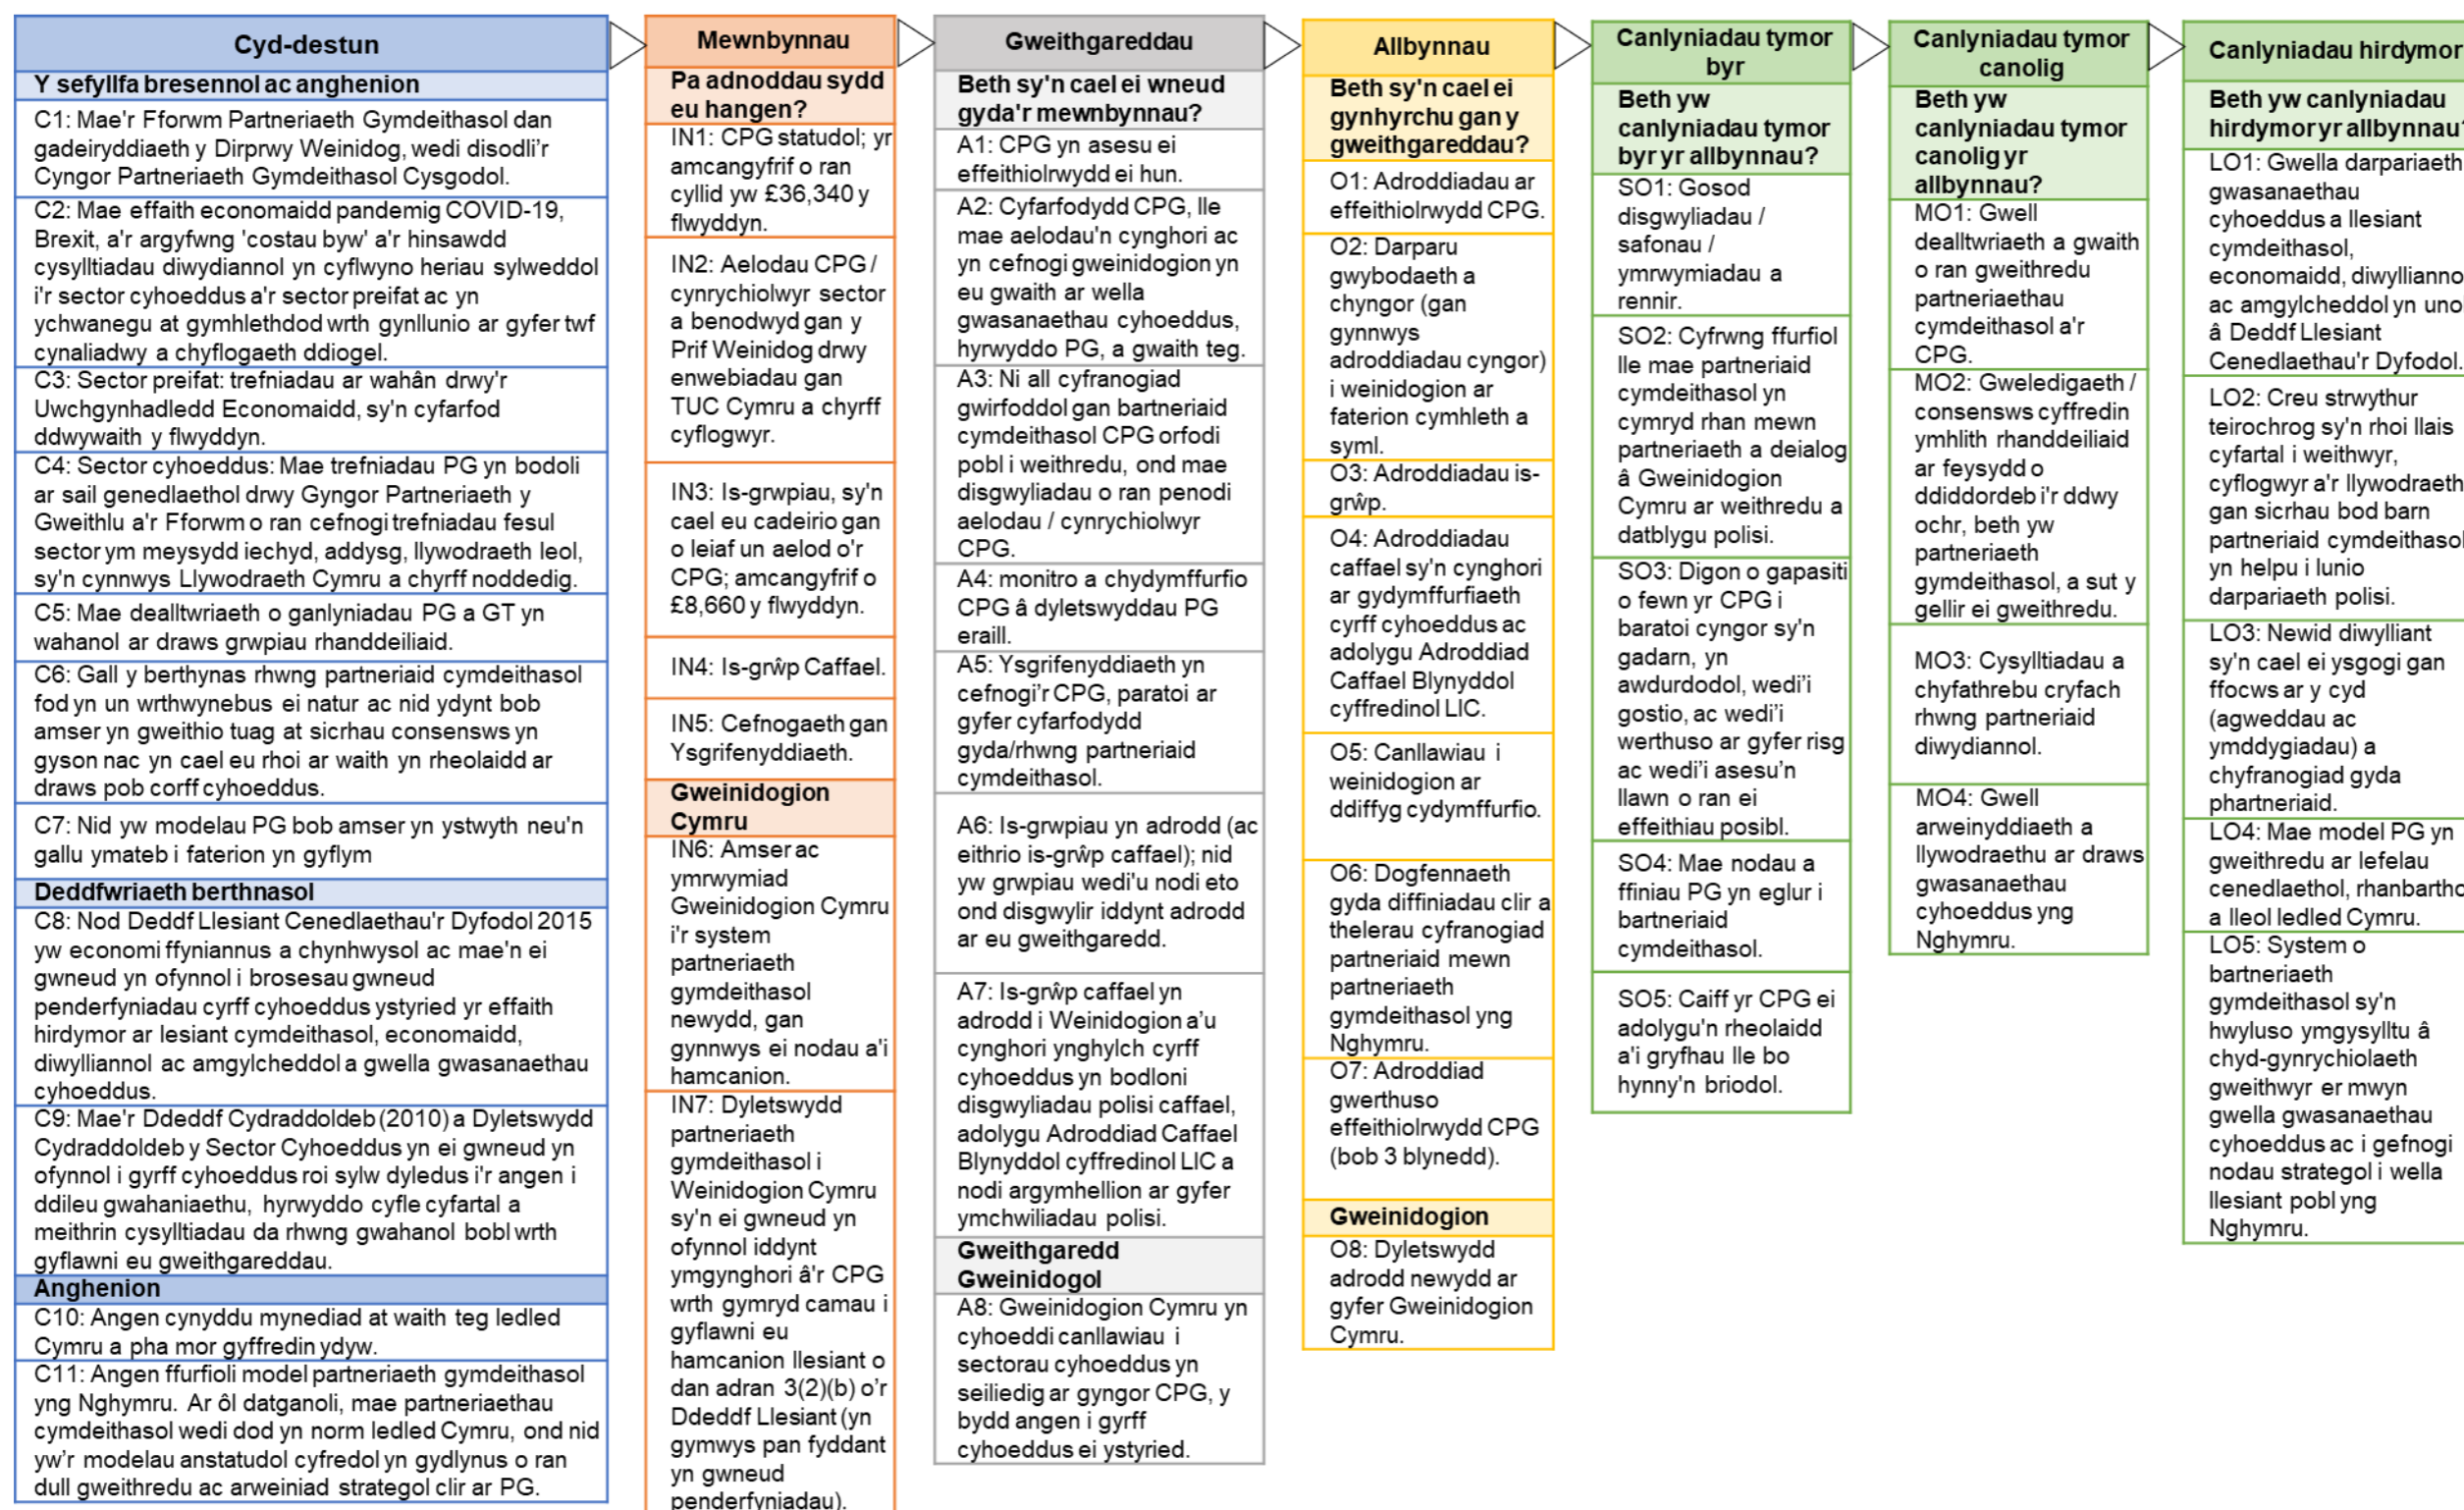 Cyd-destun
Y sefyllfa bresennol ac anghenion
C1: Mae'r Fforwm Partneriaeth Gymdeithasol dan
gadeiryddiaeth y Dirprwy Weinidog, wedi disodli'r
Cyngor Partneriaeth Gymdeithasol Cysgodol.
C2: Mae effaith economaidd pandemig COVID-19,
Brexit, a'r argyfwng 'costau byw' a'r hinsawdd
cysylltiadau diwydiannol yn cyflwyno heriau sylweddol
i'r sector cyhoeddus a'r sector preifat ac yn
ychwanegu at gymhlethdod wrth gynllunio ar gyfer twf
cynaliadwy a chyflogaeth ddiogel.
C3: Sector preifat: trefniadau ar wahân drwy'r
Uwchgynhadledd Economaidd, sy'n cyfarfod
ddwywaith y flwyddyn.
C4: Sector cyhoeddus: Mae trefniadau PG yn bodoli
ar sail genedlaethol drwy Gyngor Partneriaeth y
Gweithlu a'r Fforwm o ran cefnogi trefniadau fesul
sector ym meysydd iechyd, addysg, llywodraeth leol,
sy'n cynnwys Llywodraeth Cymru a chyrff noddedig.
C5: Mae dealltwriaeth o ganlyniadau PG a GT yn
wahanol ar draws grwpiau rhanddeiliaid.
C6: Gall y berthynas rhwng partneriaid cymdeithasol
fod yn un wrthwynebus ei natur ac nid ydynt bob
amser yn gweithio tuag at sicrhau consensws yn
gyson nac yn cael eu rhoi ar waith yn rheolaidd ar
draws pob corff cyhoeddus.
C7: Nid yw modelau PG bob amser yn ystwyth neu'n
gallu ymateb i faterion yn gyflym
Deddfwriaeth berthnasol
C8: Nod Deddf Llesiant Cenedlaethau'r Dyfodol 2015
yw economi ffyniannus a chynhwysol ac mae'n ei
gwneud yn ofynnol i brosesau gwneud
penderfyniadau cyrff cyhoeddus ystyried yr effaith
hirdymor ar lesiant cymdeithasol, economaidd,
diwylliannol ac amgylcheddol a gwella gwasanaethau
cyhoeddus.
C9: Mae'r Ddeddf Cydraddoldeb (2010) a Dyletswydd
Cydraddoldeb y Sector Cyhoeddus yn ei gwneud yn
ofynnol i gyrff cyhoeddus roi sylw dyledus i'r angen i
ddileu gwahaniaethu, hyrwyddo cyfle cyfartal a
meithrin cysylltiadau da rhwng gwahanol bobl wrth
gyflawni eu gweithgareddau.
Anghenion
C10: Angen cynyddu mynediad at waith teg ledled
Cymru a pha mor gyffredin ydyw.
C11: Angen ffurfioli model partneriaeth gymdeithasol
yng Nghymru. Ar ôl datganoli, mae partneriaethau
cymdeithasol wedi dod yn norm ledled Cymru, ond nid
yw'r modelau anstatudol cyfredol yn gydlynus o ran
dull gweithredu ac arweiniad strategol clir ar PG.
Mewnbynnau
Pa adnoddau sydd
eu hangen?
IN1: CPG statudol; yr
amcangyfrif o ran
cyllid yw £36,340 y
flwyddyn.
IN2: Aelodau CPG /
cynrychiolwyr sector
a benodwyd gan y
Prif Weinidog drwy
enwebiadau gan
TUC Cymru a chyrff
cyflogwyr.
IN3: Is-grwpiau, sy'n
cael eu cadeirio gan
o leiaf un aelod o'r
CPG; amcangyfrif o
£8,660 y flwyddyn.
IN4: Is-grŵp Caffael.
IN5: Cefnogaeth gan
Ysgrifenyddiaeth.
Gweinidogion
Cymru
IN6: Amser ac
ymrwymiad
Gweinidogion Cymru
i'r system
partneriaeth
gymdeithasol
newydd, gan
gynnwys ei nodau a'i
hamcanion.
IN7: Dyletswydd
partneriaeth
gymdeithasol i
Weinidogion Cymru
sy'n ei gwneud yn
ofynnol iddynt
ymgynghori â'r CPG
wrth gymryd camau i
gyflawni eu
hamcanion llesiant o
dan adran 3(2)(b) o'r
Ddeddf Llesiant (yn
gymwys pan fyddant
yn gwneud
penderfyniadau).
Gweithgareddau
Beth sy'n cael ei wneud
gyda'r mewnbynnau?
A1: CPG yn asesu ei
effeithiolrwydd ei hun.
A2: Cyfarfodydd CPG, lle
mae aelodau'n cynghori ac
yn cefnogi gweinidogion yn
eu gwaith ar wella
gwasanaethau cyhoeddus,
hyrwyddo PG, a gwaith teg.
A3: Ni all cyfranogiad
gwirfoddol gan bartneriaid
cymdeithasol CPG orfodi
pobl i weithredu, ond mae
disgwyliadau o ran penodi
aelodau / cynrychiolwyr
CPG.
A4: monitro a chydymffurfio
CPG â dyletswyddau PG
eraill.
A5: Ysgrifenyddiaeth yn
cefnogi'r CPG, paratoi ar
gyfer cyfarfodydd
gyda/rhwng partneriaid
cymdeithasol.
A6: Is-grwpiau yn adrodd (ac
eithrio is-grŵp caffael); nid
yw grwpiau wedi'u nodi eto
ond disgwylir iddynt adrodd
ar eu gweithgaredd.
A7: Is-grŵp caffael yn
adrodd i Weinidogion a'u
cynghori ynghylch cyrff
cyhoeddus yn bodloni
disgwyliadau polisi caffael,
adolygu Adroddiad Caffael
Blynyddol cyffredinol LlC a
nodi argymhellion ar gyfer
ymchwiliadau polisi.
Gweithgaredd
Gweinidogol
A8: Gweinidogion Cymru yn
cyhoeddi canllawiau i
sectorau cyhoeddus yn
seiliedig ar gyngor CPG, y
bydd angen i gyrff
cyhoeddus ei ystyried.
Allbynnau
Beth sy'n cael ei
gynhyrchu gan y
gweithgareddau?
O1: Adroddiadau ar
effeithiolrwydd CPG.
O2: Darparu
gwybodaeth a
chyngor (gan
gynnwys
adroddiadau cyngor)
i weinidogion ar
faterion cymhleth a
syml.
O3: Adroddiadau is-
grŵp.
O4: Adroddiadau
caffael sy'n cynghori
ar gydymffurfiaeth
cyrff cyhoeddus ac
adolygu Adroddiad
Caffael Blynyddol
cyffredinol LlC.
O5: Canllawiau i
weinidogion ar
ddiffyg cydymffurfio.
O6: Dogfennaeth
gyda diffiniadau clir a
thelerau cyfranogiad
partneriaid mewn
partneriaeth
gymdeithasol yng
Nghymru.
O7: Adroddiad
gwerthuso
effeithiolrwydd CPG
(bob 3 blynedd).
Gweinidogion
O8: Dyletswydd
adrodd newydd ar
gyfer Gweinidogion
Cymru.
Canlyniadau tymor
byr
Beth yw
canlyniadau tymor
byr yr allbynnau?
SO1: Gosod
disgwyliadau /
safonau /
ymrwymiadau a
rennir.
SO2: Cyfrwng ffurfiol
lle mae partneriaid
cymdeithasol yn
cymryd rhan mewn
partneriaeth a deialog
â Gweinidogion
Cymru ar weithredu a
datblygu polisi.
SO3: Digon o gapasiti
o fewn yr CPG i
baratoi cyngor sy'n
gadarn, yn
awdurdodol, wedi'i
gostio, ac wedi'i
werthuso ar gyfer risg
ac wedi'i asesu'n
llawn o ran ei
effeithiau posibl.
SO4: Mae nodau a
ffiniau PG yn eglur i
bartneriaid
cymdeithasol.
SO5: Caiff yr CPG ei
adolygu'n rheolaidd
a'i gryfhau lle bo
hynny'n briodol.
Canlyniadau tymor
canolig
Beth yw
canlyniadau tymor
canolig yr
allbynnau?
MO1: Gwell
dealltwriaeth a gwaith
o ran gweithredu
partneriaethau
cymdeithasol a'r
CPG.
MO2: Gweledigaeth /
consensws cyffredin
ymhlith rhanddeiliaid
ar feysydd o
ddiddordeb i'r ddwy
ochr, beth yw
partneriaeth
gymdeithasol, a sut y
gellir ei gweithredu.
MO3: Cysylltiadau a
chyfathrebu cryfach
rhwng partneriaid
diwydiannol.
MO4: Gwell
arweinyddiaeth a
llywodraethu ar draws
gwasanaethau
cyhoeddus yng
Nghymru.
Canlyniadau hirdymor
Beth yw canlyniadau
hirdymor yr allbynnau?
LO1: Gwella darpariaeth
gwasanaethau
cyhoeddus a llesiant
cymdeithasol,
economaidd, diwylliannol
ac amgylcheddol yn unol
â Deddf Llesiant
Cenedlaethau'r Dyfodol.
LO2: Creu strwythur
teirochrog sy'n rhoi llais
cyfartal i weithwyr,
cyflogwyr a'r llywodraeth
gan sicrhau bod barn
partneriaid cymdeithasol
yn helpu i lunio
darpariaeth polisi.
LO3: Newid diwylliant
sy'n cael ei ysgogi gan
ffocws ar y cyd
(agweddau ac
ymddygiadau) a
chyfranogiad gyda
phartneriaid.
LO4: Mae model PG yn
gweithredu ar lefelau
cenedlaethol, rhanbartho
a lleol ledled Cymru.
LO5: System o
bartneriaeth
gymdeithasol sy'n
hwyluso ymgysylltu â
chyd-gynrychiolaeth
gweithwyr er mwyn
gwella gwasanaethau
cyhoeddus ac i gefnogi
nodau strategol i wella
llesiant pobl yng
Nghymru.